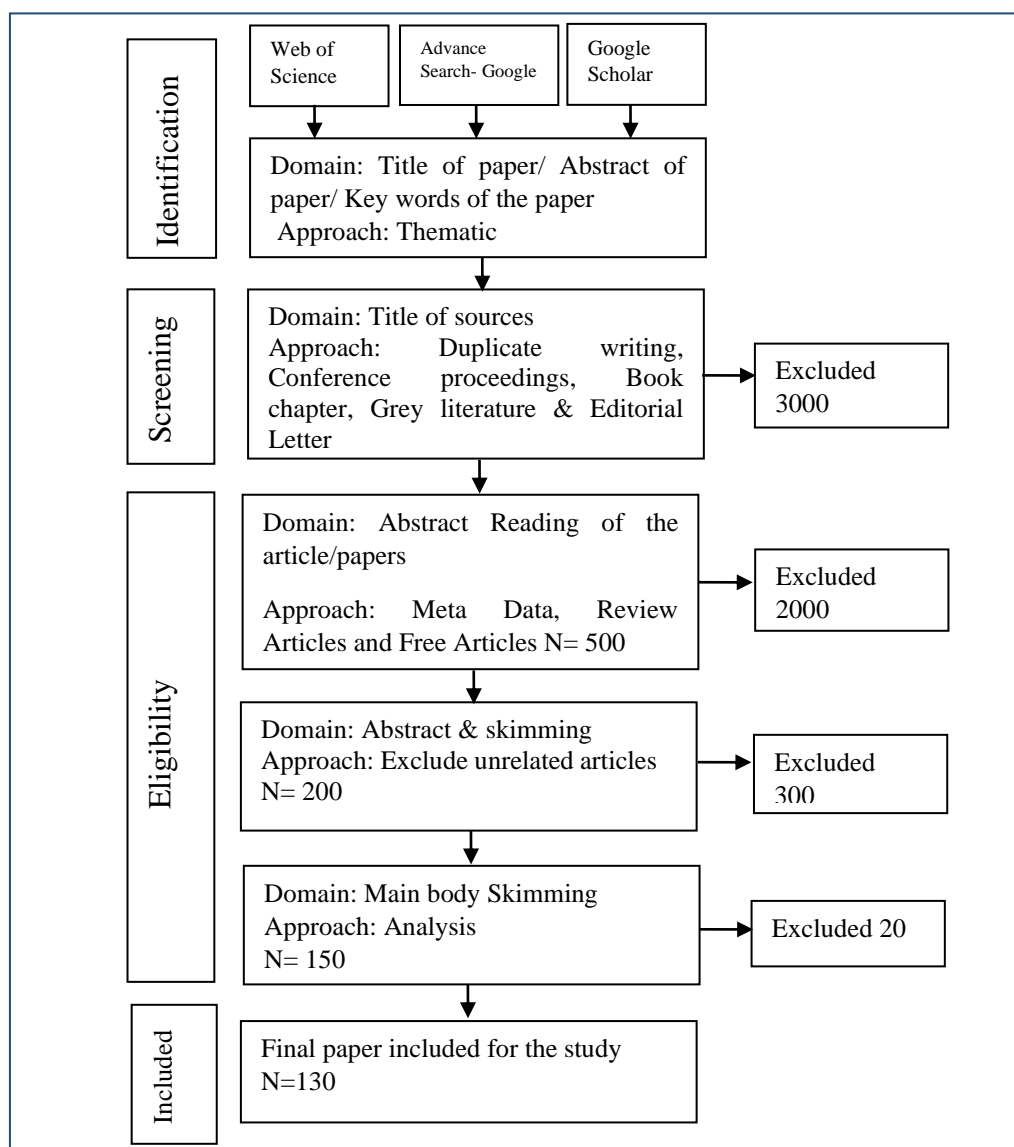 Identification
Web of
Science
Advance
Search- Google
Google
Scholar
Domain: Title of paper/ Abstract of
paper/ Key words of the paper
Approach: Thematic
Screening
Domain: Title of sources
Approach: Duplicate writing,
Conference proceedings, Book
chapter, Grey literature & Editorial
Letter
Excluded
3000
Eligibility
Domain: Abstract Reading of the
article/papers
Approach: Meta Data, Review
Articles and Free Articles N= 500
Excluded
2000
Domain: Abstract & skimming
Approach: Exclude unrelated articles
N= 200
Excluded
300
Domain: Main body Skimming
Approach: Analysis
N= 150
Excluded 20
Included
Final paper included for the study
N=130